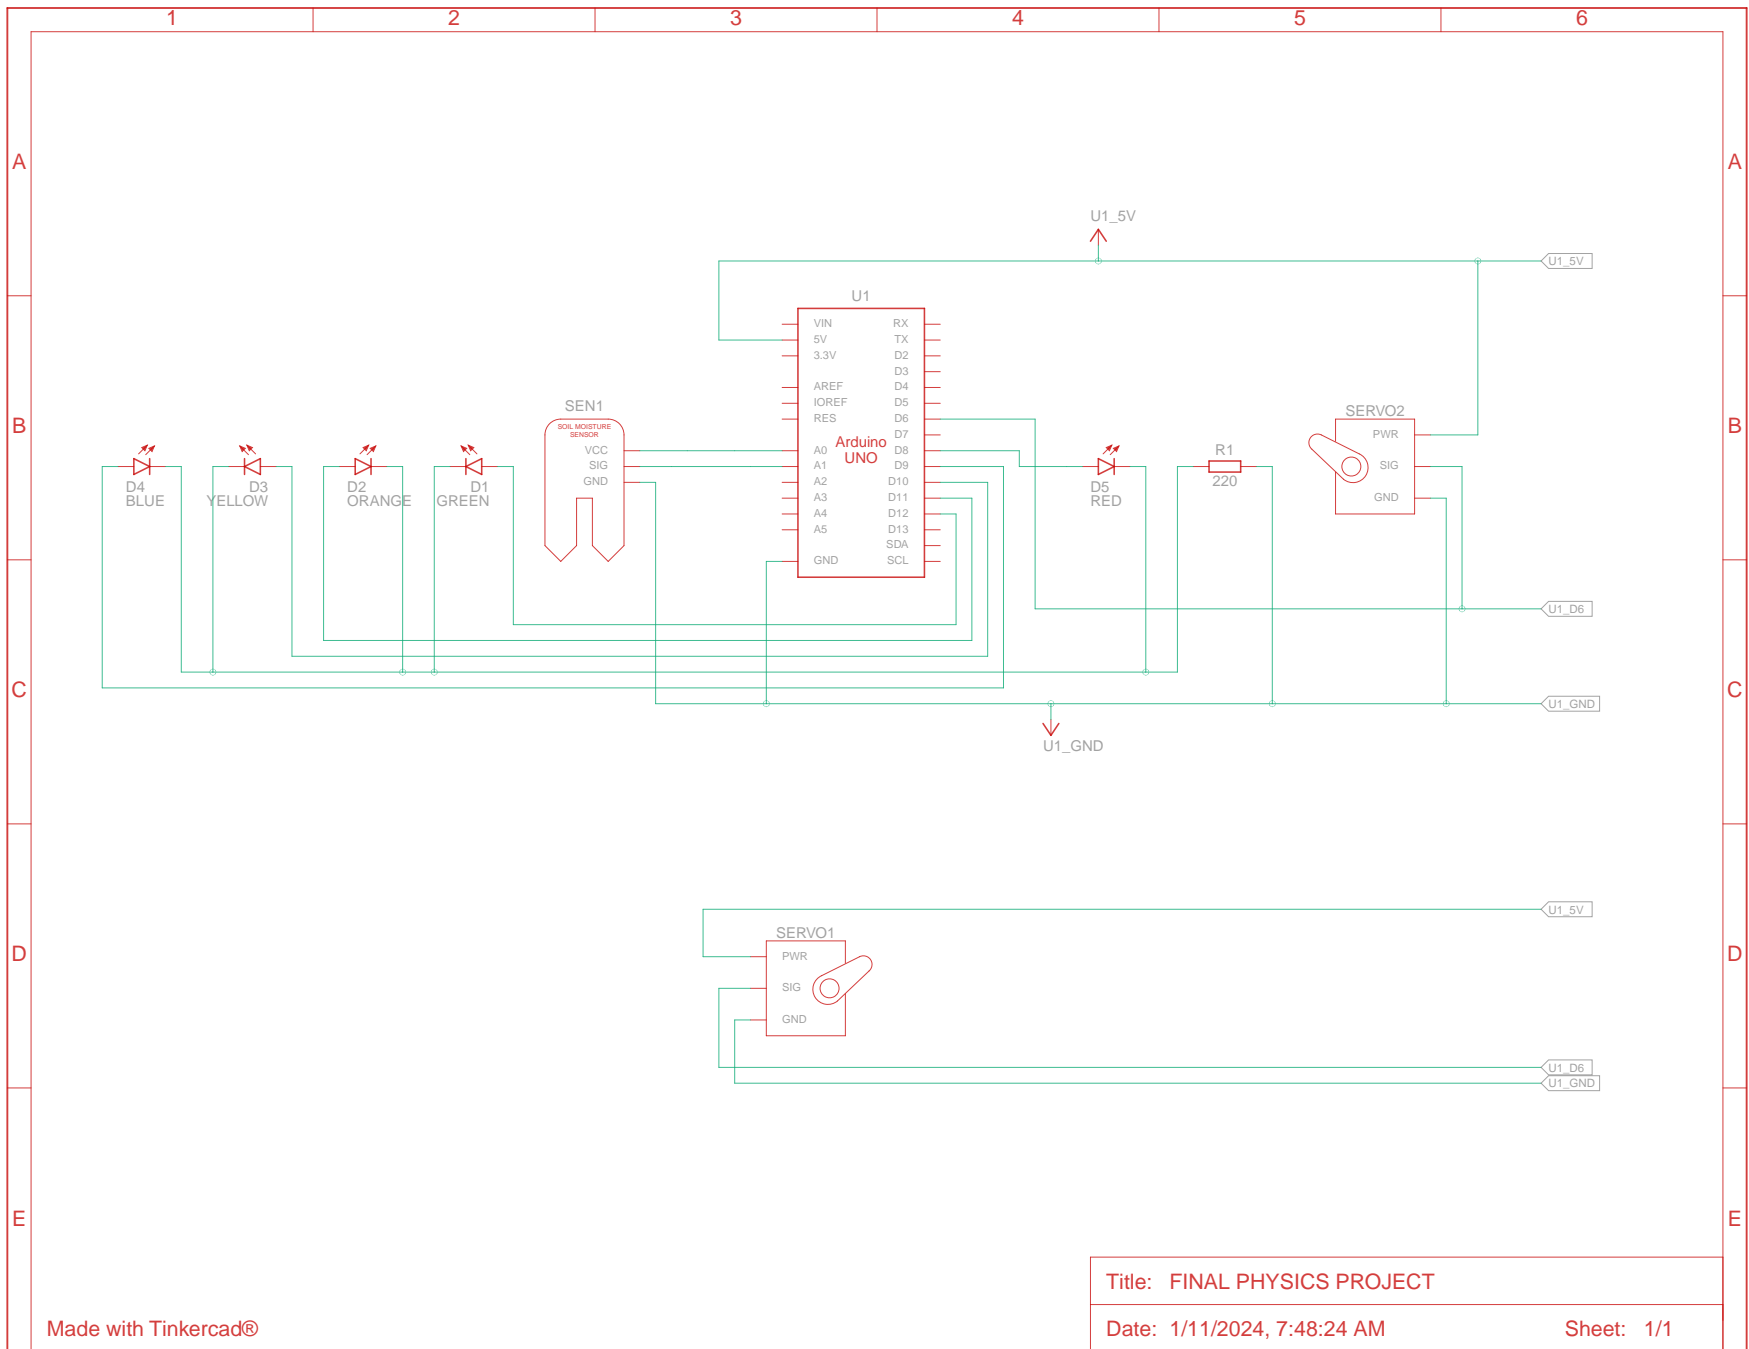 1 2 3 4 5 6
A A
U1_5V
U1_5V
U1
VIN RX
5V TX
3.3V D2
D3
AREF D4
IOREF D5
RES D6
D7
A0 D8
A1 D9
A2 D10
A3 D11
A4 D12
A5 D13
SDA
GND SCL
Arduino
UNO
B B
SEN1
SOIL MOISTURE
SENSOR
VCC
SIG
GND
D4
BLUE
D3
YELLOW
D2
ORANGE
D1
GREEN
D5
RED
R1
220
SERVO2
PWR
SIG
GND
U1_D6
C C
U1_GND
U1_GND
U1_5V
D D
SERVO1
PWR
SIG
GND
U1_D6
U1_GND
E E
Title: FINAL PHYSICS PROJECT
Made with Tinkercad®
Date: 1/11/2024, 7:48:24 AM Sheet: 1/1